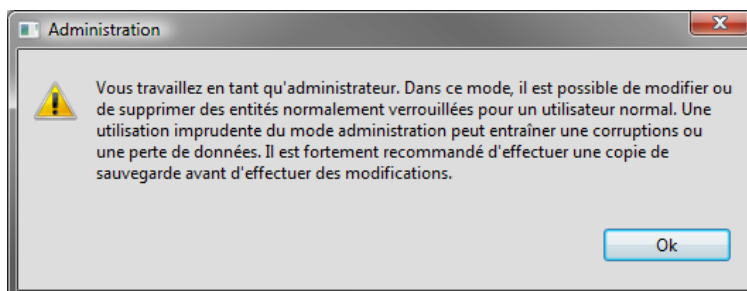 Administration
Vous travaillez en tant qu'administrateur. Dans ce mode, il est possible de modifier ou
de supprimer des entités normalement verrouillées pour un utilisateur normal. Une
utilisation imprudente du mode administration peut entraîner une corruptions ou
une perte de données. Il est fortement recommandé d'effectuer une copie de
sauvegarde avant d'effectuer des modifications.
Ok